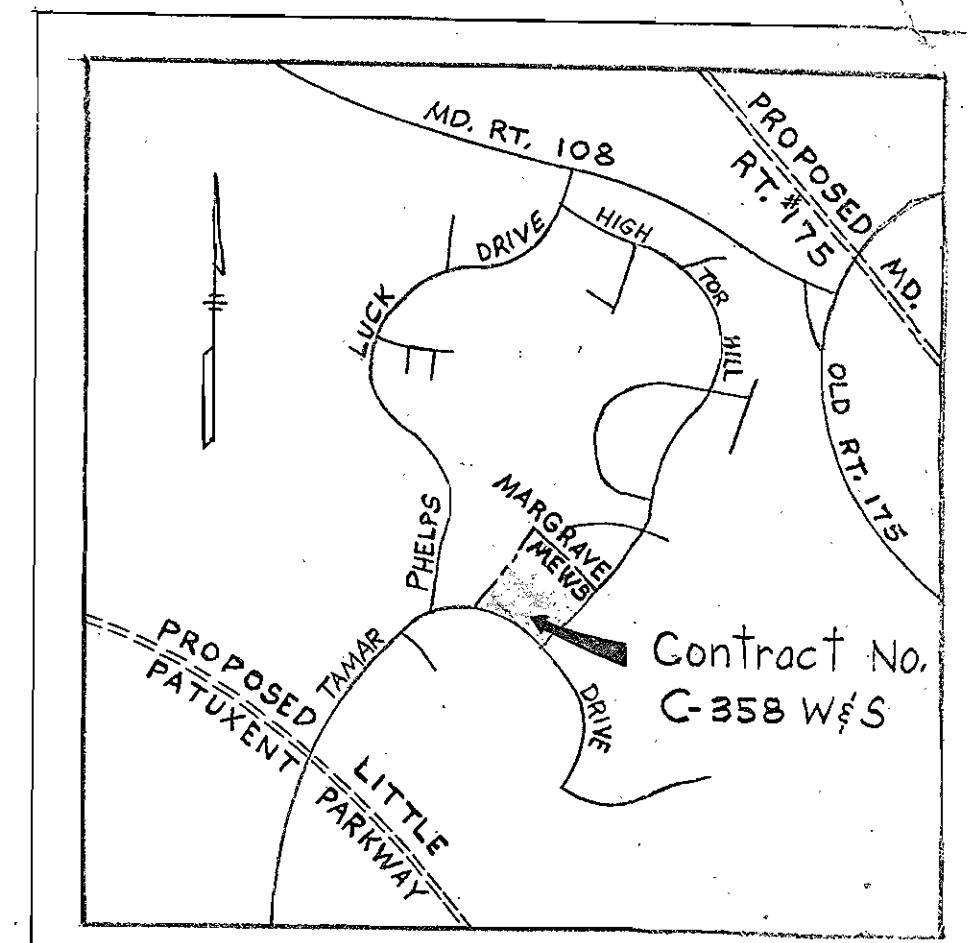 MD. RT. 108
PROPOSED
RT. #175
MD.
DRIVE
HIGH
TOR
HILL
LUCK
OLD RT. 175
PHELPS
MARGRAVE
MEWS
Contract No.
C-358 W&S
TAMAR
DRIVE
PROPOSED
PATUXENT
LITTLE
PARKWAY